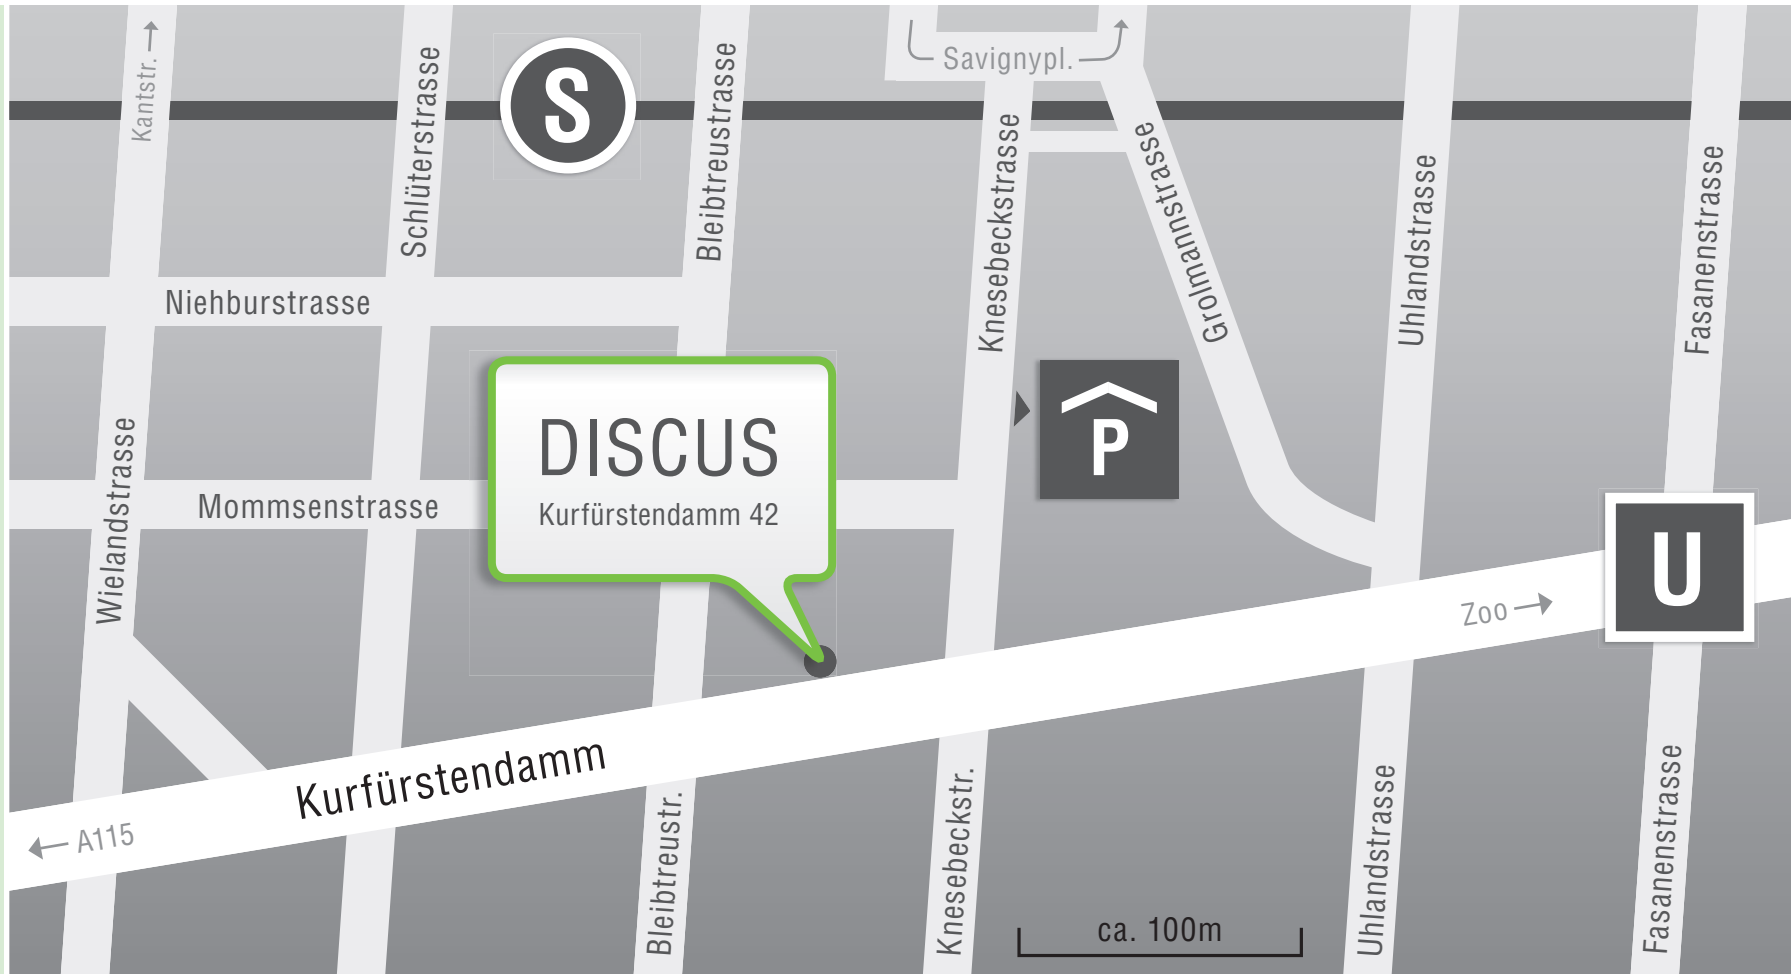 Kantstr.
Schlüterstrasse
S
Bleibtreustrasse
Savignypl.
Knesebeckstrasse
Grolmannstrasse
Uhlandstrasse
Fasanenstrasse
Niehburstrasse
Wielandstrasse
Mommsenstrasse
DISCUS
Kurfürstendamm 42
P
U
Zoo
Kurfürstendamm
A115
Bleibtreustr.
Knesebeckstr.
Uhlandstrasse
Fasanenstrasse
ca. 100m